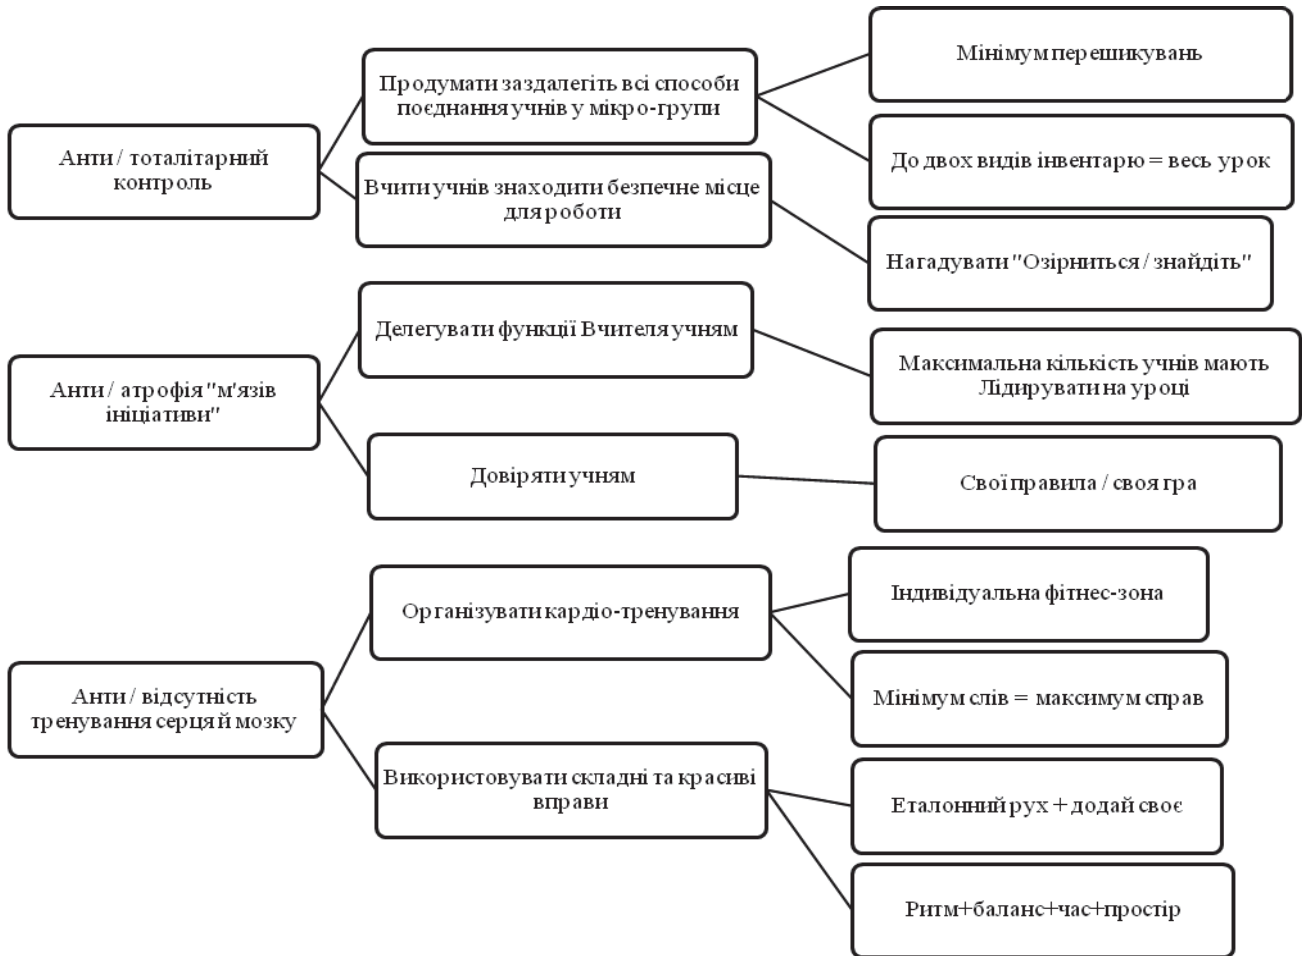 Анти / тоталітарний
контроль
Продумати заздалегіть всі способи
поєднання учнів у мікро-групи
Мінімум перешикувань
До двох видів інвентарю = весь урок
Вчити учнів знаходити безпечне місце
для роботи
Нагадувати "Озірниться / знайдіть"
Анти / атрофія "м'язів
ініціативи"
Делегувати функції Вчителя учням
Максимальна кількість учнів мають
Лідирувати на уроці
Довіряти учням
Свої правила / своя гра
Анти / відсутність
тренування серця й мозку
Організувати кардіо-тренування
Індивідуальна фітнес-зона
Мінімум слів = максимум справ
Використовувати складні та красиві
вправи
Еталонний рух + додай своє
Ритм+баланс+час+простір